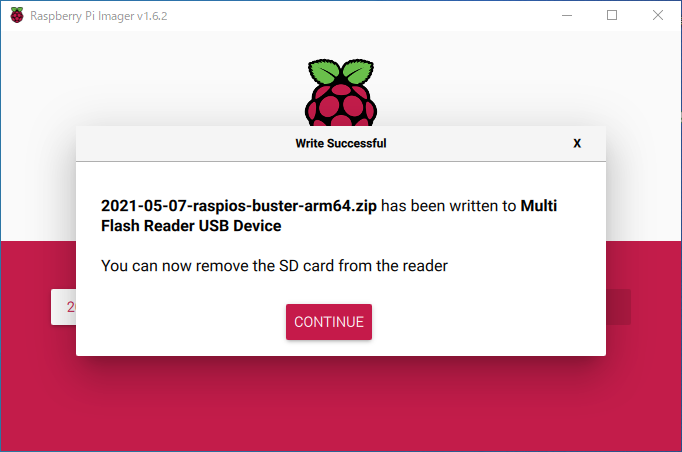 Raspberry Pi Imager v1.6.2
Write Successful
X
2021-05-07-raspios-buster-arm64.zip has been written to Multi
Flash Reader USB Device
You can now remove the SD card from the reader
CONTINUE